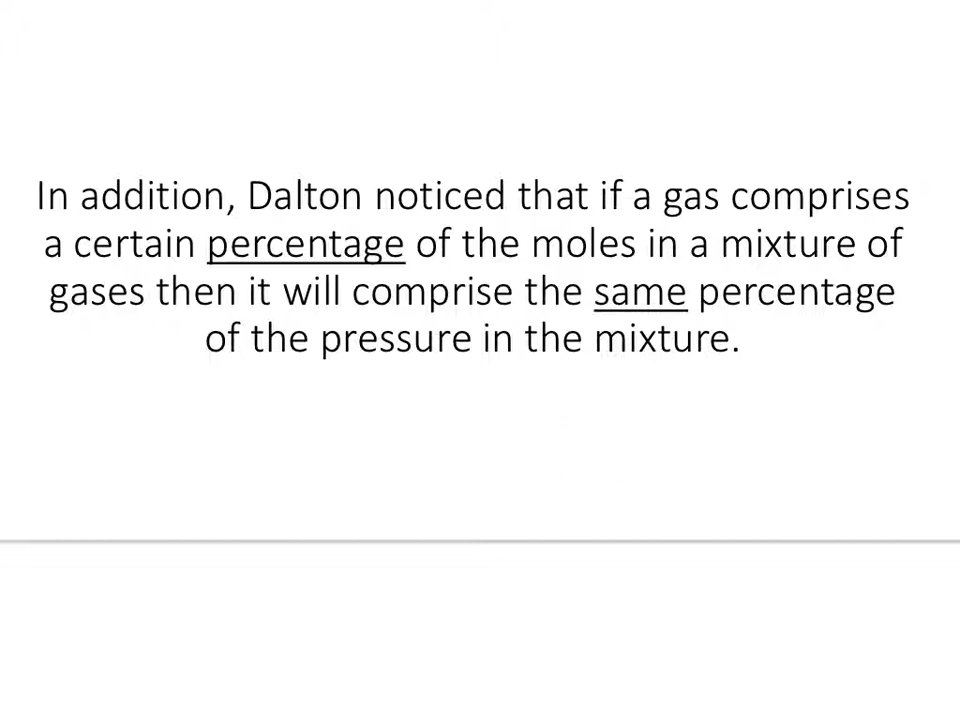 In addition, Dalton noticed that if a gas comprises
a certain percentage of the moles in a mixture of
gases then it will comprise the same percentage
of the pressure in the mixture.